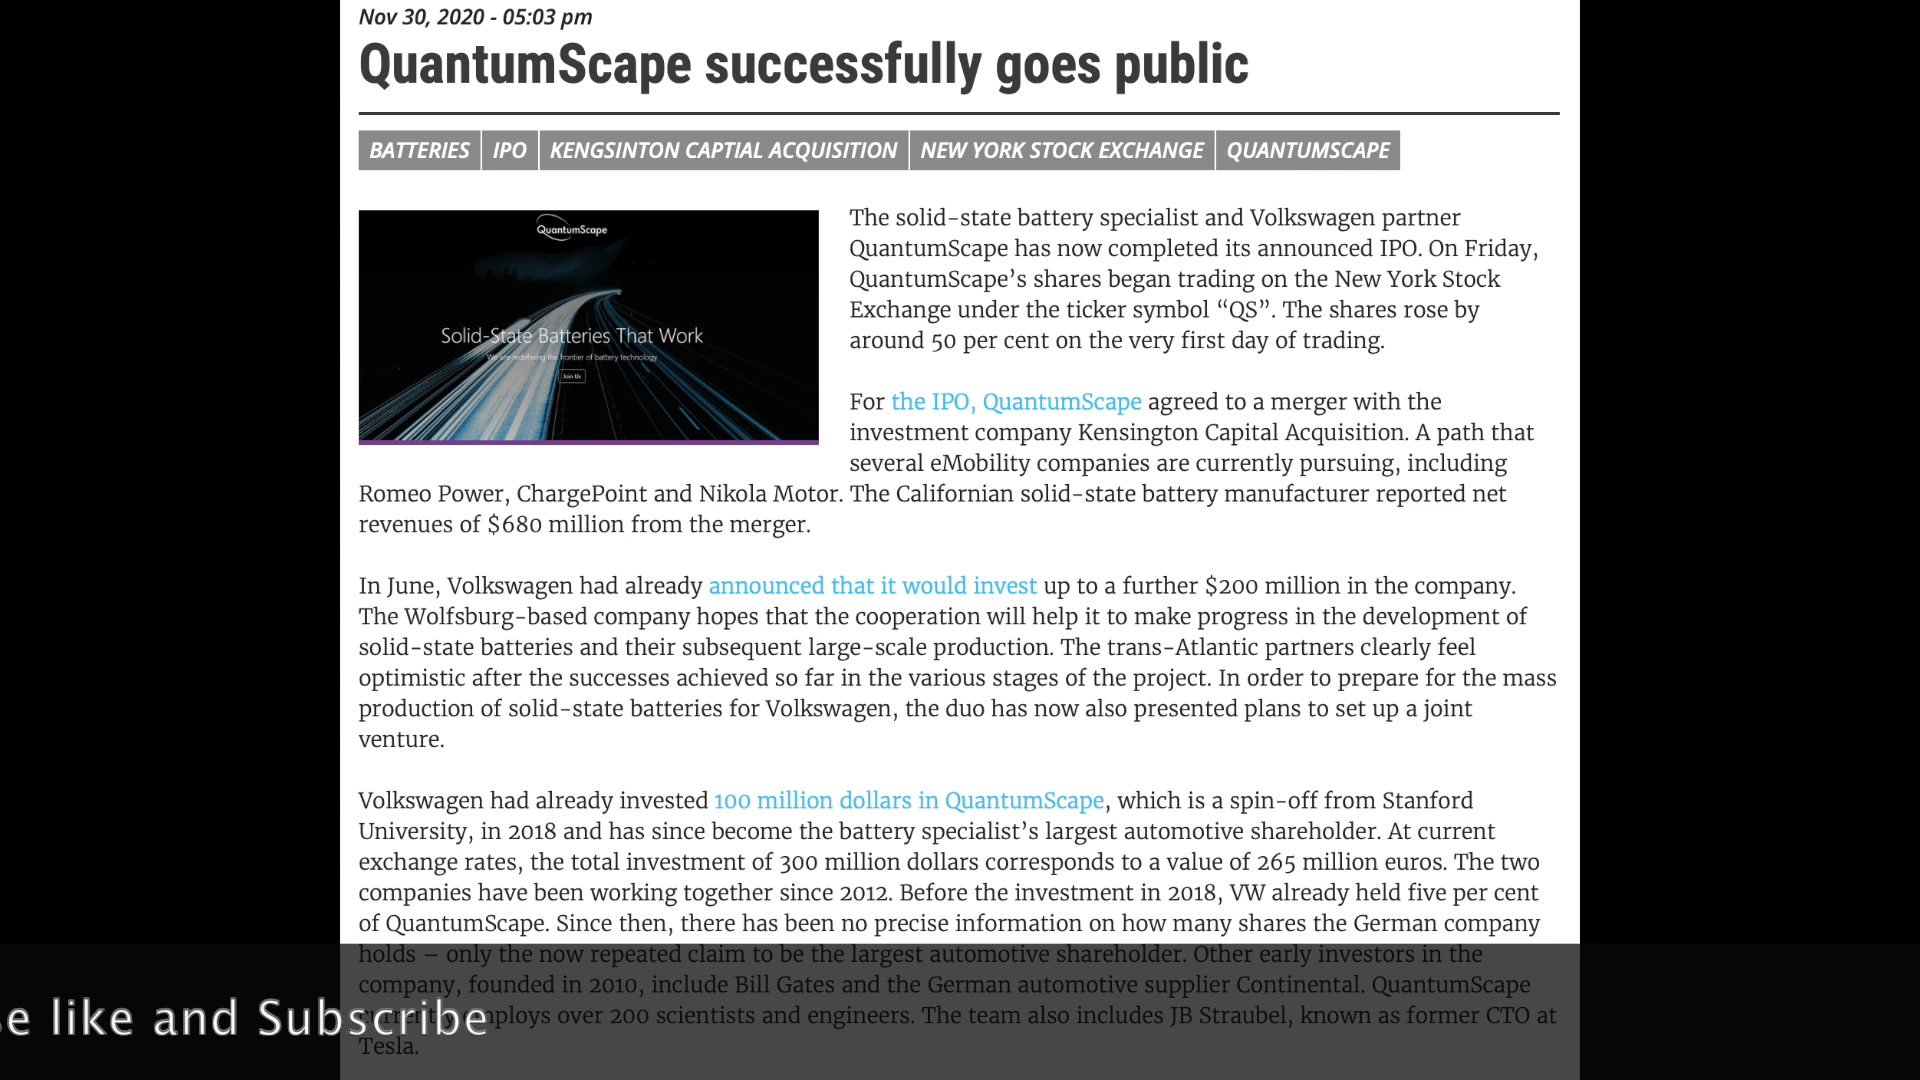 Nov 30, 2020 - 05:03 pm
QuantumScape successfully goes public
BATTERIES IPO KENGSINTON CAPTIAL ACQUISITION NEW YORK STOCK EXCHANGE QUANTUMSCAPE
QuantumScape
Solid-State Batteries That Work
We are redefining the frontier of battery technology
Join Us
The solid-state battery specialist and Volkswagen partner
QuantumScape has now completed its announced IPO. On Friday,
QuantumScape’s shares began trading on the New York Stock
Exchange under the ticker symbol “QS”. The shares rose by
around 50 per cent on the very first day of trading.
For the IPO, QuantumScape agreed to a merger with the
investment company Kensington Capital Acquisition. A path that
several eMobility companies are currently pursuing, including
Romeo Power, ChargePoint and Nikola Motor. The Californian solid-state battery manufacturer reported net
revenues of $680 million from the merger.
In June, Volkswagen had already announced that it would invest up to a further $200 million in the company.
The Wolfsburg-based company hopes that the cooperation will help it to make progress in the development of
solid-state batteries and their subsequent large-scale production. The trans-Atlantic partners clearly feel
optimistic after the successes achieved so far in the various stages of the project. In order to prepare for the mass
production of solid-state batteries for Volkswagen, the duo has now also presented plans to set up a joint
venture.
Volkswagen had already invested 100 million dollars in QuantumScape, which is a spin-off from Stanford
University, in 2018 and has since become the battery specialist’s largest automotive shareholder. At current
exchange rates, the total investment of 300 million dollars corresponds to a value of 265 million euros. The two
companies have been working together since 2012. Before the investment in 2018, VW already held five per cent
of QuantumScape. Since then, there has been no precise information on how many shares the German company
holds – only the now repeated claim to be the largest automotive shareholder. Other early investors in the
company, founded in 2010, include Bill Gates and the German automotive supplier Continental. QuantumScape
currently employs over 200 scientists and engineers. The team also includes JB Straubel, known as former CTO at
Tesla.
e like and Subscribe